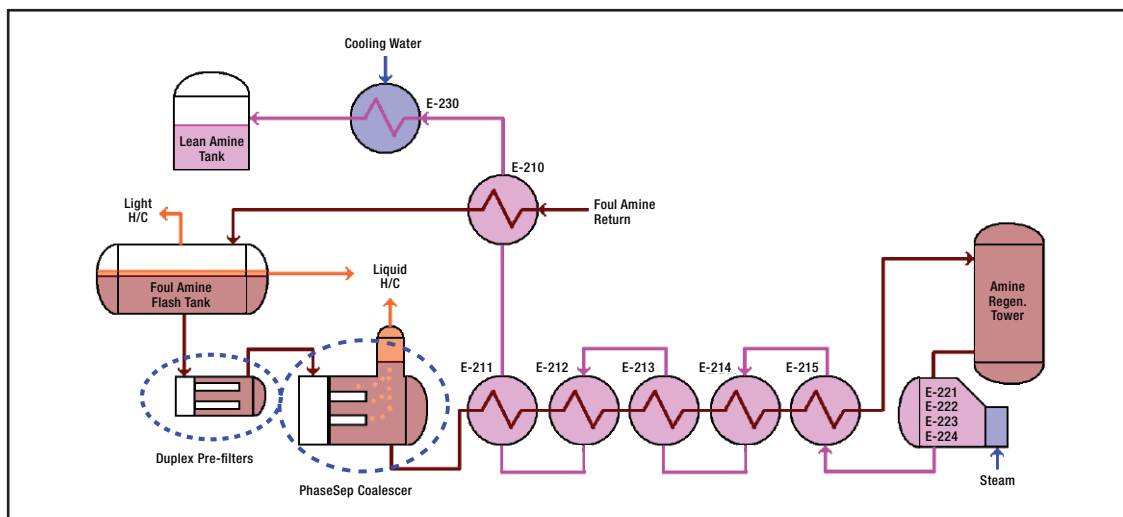 Cooling Water
E-230
Lean Amine
Tank
E-210
Light
H/C
Foul Amine
Return
Liquid
H/C
Foul Amine
Flash Tank
Amine
Regen.
Tower
E-211
E-212
E-213
E-214
E-215
E-221
E-222
E-223
E-224
Duplex Pre-filters
PhaseSep Coalescer
Steam